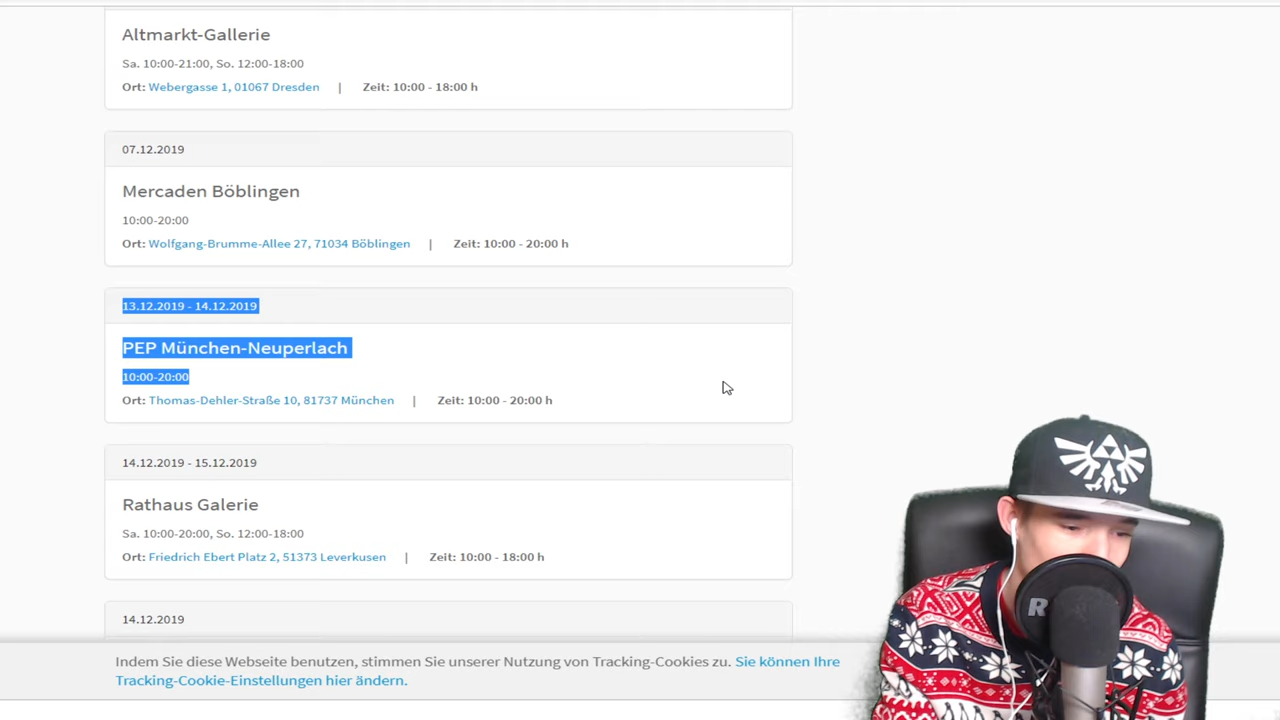 Altmarkt-Gallerie
Sa. 10:00-21:00, So. 12:00-18:00
Ort: Webergasse 1, 01067 Dresden | Zeit: 10:00 - 18:00 h
07.12.2019
Mercaden Böblingen
10:00-20:00
Ort: Wolfgang-Brumme-Allee 27, 71034 Böblingen | Zeit: 10:00 - 20:00 h
13.12.2019 - 14.12.2019
PEP München-Neuperlach
10:00-20:00
Ort: Thomas-Dehler-Straße 10, 81737 München | Zeit: 10:00 - 20:00 h
14.12.2019 - 15.12.2019
Rathaus Galerie
Sa. 10:00-20:00, So. 12:00-18:00
Ort: Friedrich Ebert Platz 2, 51373 Leverkusen | Zeit: 10:00 - 18:00 h
14.12.2019
Indem Sie diese Webseite benutzen, stimmen Sie unserer Nutzung von Tracking-Cookies zu. Sie können Ihre
Tracking-Cookie-Einstellungen hier ändern.
R